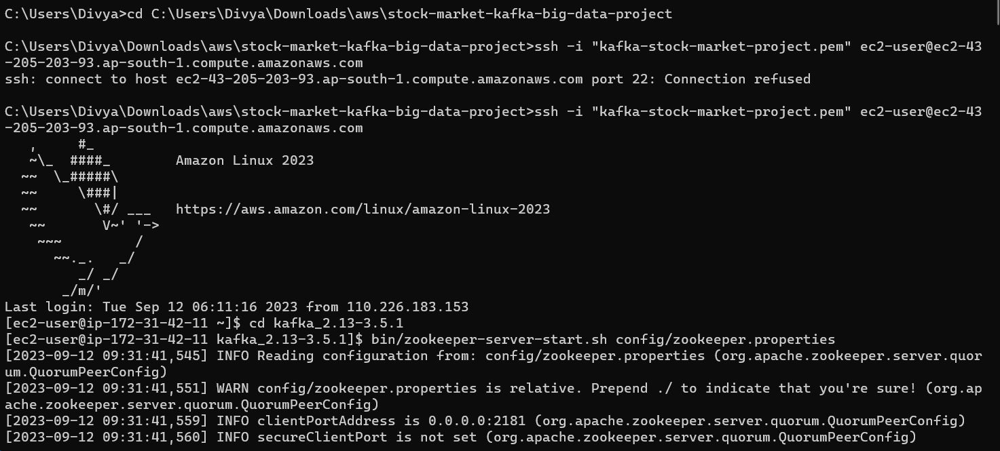 C:\Users\Divya>cd C:\Users\Divya\Downloads\aws\stock-market-kafka-big-data-project
C:\Users\Divya\Downloads\aws\stock-market-kafka-big-data-project>ssh -i "kafka-stock-market-project.pem" ec2-user@ec2-43
-205-203-93.ap-south-1.compute.amazonaws.com
ssh: connect to host ec2-43-205-203-93.ap-south-1.compute.amazonaws.com port 22: Connection refused
C:\Users\Divya\Downloads\aws\stock-market-kafka-big-data-project>ssh -i "kafka-stock-market-project.pem" ec2-user@ec2-43
-205-203-93.ap-south-1.compute.amazonaws.com
   ,     #_
   ~\_  ####_        Amazon Linux 2023
  ~~  \_#####\
  ~~     \###|
  ~~       \#/ ___   https://aws.amazon.com/linux/amazon-linux-2023
   ~~       V~' '->
    ~~~         /
      ~~._.   _/
         _/ _/
       _/m/'
Last login: Tue Sep 12 06:11:16 2023 from 110.226.183.153
[ec2-user@ip-172-31-42-11 ~]$ cd kafka_2.13-3.5.1
[ec2-user@ip-172-31-42-11 kafka_2.13-3.5.1]$ bin/zookeeper-server-start.sh config/zookeeper.properties
[2023-09-12 09:31:41,545] INFO Reading configuration from: config/zookeeper.properties (org.apache.zookeeper.server.quor
um.QuorumPeerConfig)
[2023-09-12 09:31:41,551] WARN config/zookeeper.properties is relative. Prepend ./ to indicate that you're sure! (org.ap
ache.zookeeper.server.quorum.QuorumPeerConfig)
[2023-09-12 09:31:41,559] INFO clientPortAddress is 0.0.0.0:2181 (org.apache.zookeeper.server.quorum.QuorumPeerConfig)
[2023-09-12 09:31:41,560] INFO secureClientPort is not set (org.apache.zookeeper.server.quorum.QuorumPeerConfig)